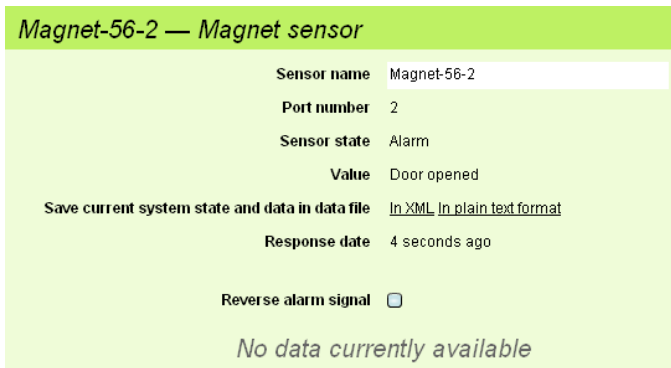 Magnet-56-2 — Magnet sensor
Sensor name Magnet-56-2
Port number 2
Sensor state Alarm
Value Door opened
Save current system state and data in data file In XML In plain text format
Response date 4 seconds ago
Reverse alarm signal
No data currently available